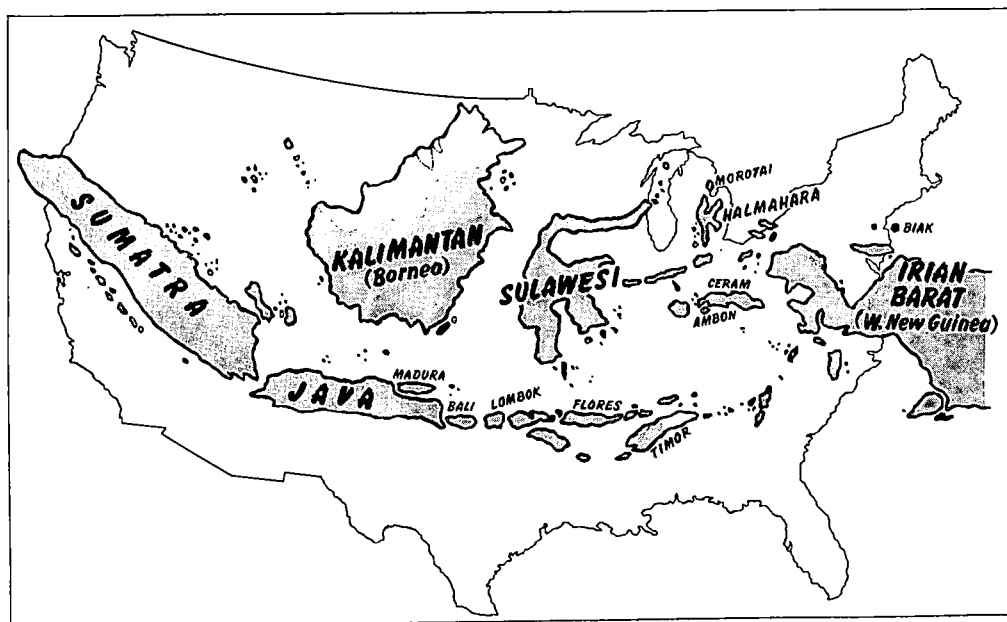 SUMATRA
KALIMANTAN
(Borneo)
SULAWESI
MOROTAI
HALMAHARA
BIAK
IRIAN
BARAT
(W. New Guinea)
CERAM
AMBON
JAVA
MADURA
BALI
LOMBOK
FLORES
TIMOR